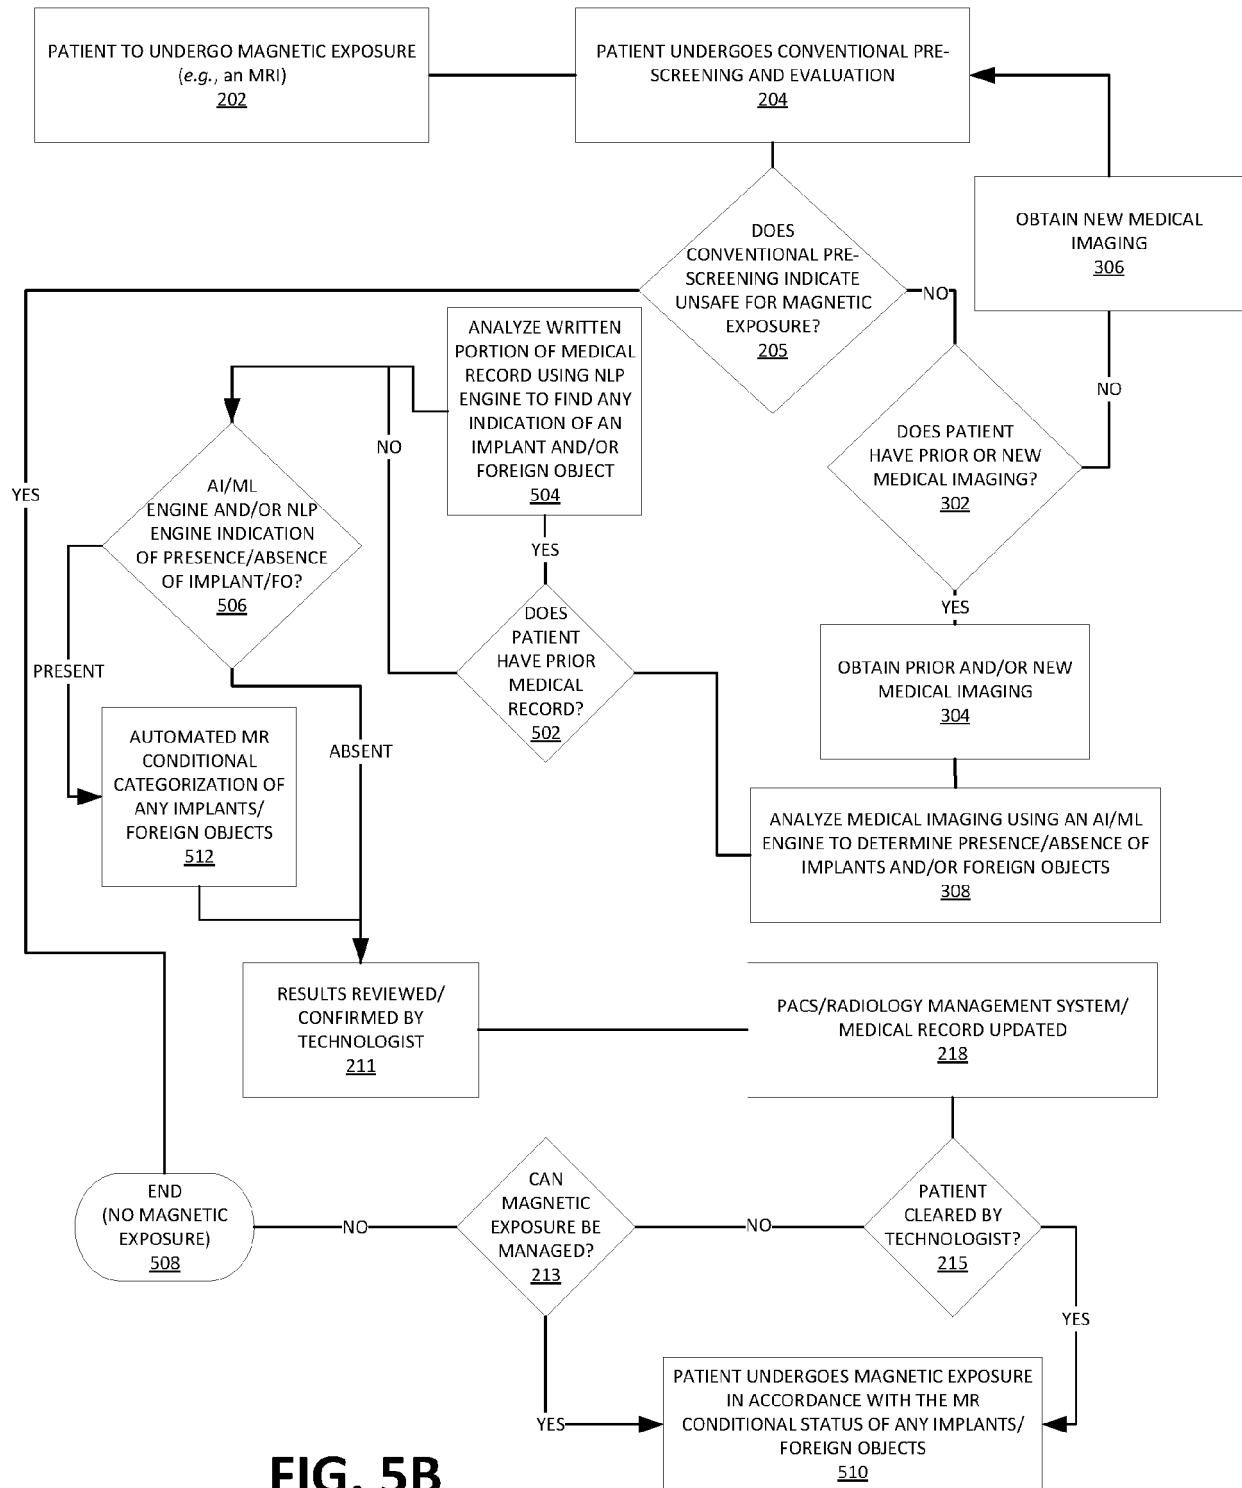 PATIENT TO UNDERGO MAGNETIC EXPOSURE
(e.g., an MRI)
202
PATIENT UNDERGOES CONVENTIONAL PRE-
SCREENING AND EVALUATION
204
OBTAIN NEW MEDICAL
IMAGING
306
DOES
CONVENTIONAL PRE-
SCREENING INDICATE
UNSAFE FOR MAGNETIC
EXPOSURE?
205
NO
NO
YES
DOES PATIENT
HAVE PRIOR OR NEW
MEDICAL IMAGING?
302
YES
OBTAIN PRIOR AND/OR NEW
MEDICAL IMAGING
304
ANALYZE MEDICAL IMAGING USING AN AI/ML
ENGINE TO DETERMINE PRESENCE/ABSENCE OF
IMPLANTS AND/OR FOREIGN OBJECTS
308
ANALYZE WRITTEN
PORTION OF MEDICAL
RECORD USING NLP
ENGINE TO FIND ANY
INDICATION OF AN
IMPLANT AND/OR
FOREIGN OBJECT
504
YES
NO
DOES
PATIENT
HAVE PRIOR
MEDICAL
RECORD?
502
AI/ML
ENGINE AND/OR NLP
ENGINE INDICATION
OF PRESENCE/ABSENCE
OF IMPLANT/FO?
506
PRESENT
ABSENT
AUTOMATED MR
CONDITIONAL
CATEGORIZATION OF
ANY IMPLANTS/
FOREIGN OBJECTS
512
RESULTS REVIEWED/
CONFIRMED BY
TECHNOLOGIST
211
PACS/RADIOLOGY MANAGEMENT SYSTEM/
MEDICAL RECORD UPDATED
218
END
(NO MAGNETIC
EXPOSURE)
508
NO
CAN
MAGNETIC
EXPOSURE BE
MANAGED?
213
NO
PATIENT
CLEARED BY
TECHNOLOGIST?
215
YES
YES
PATIENT UNDERGOES MAGNETIC EXPOSURE
IN ACCORDANCE WITH THE MR
CONDITIONAL STATUS OF ANY IMPLANTS/
FOREIGN OBJECTS
510
FIG. 5B